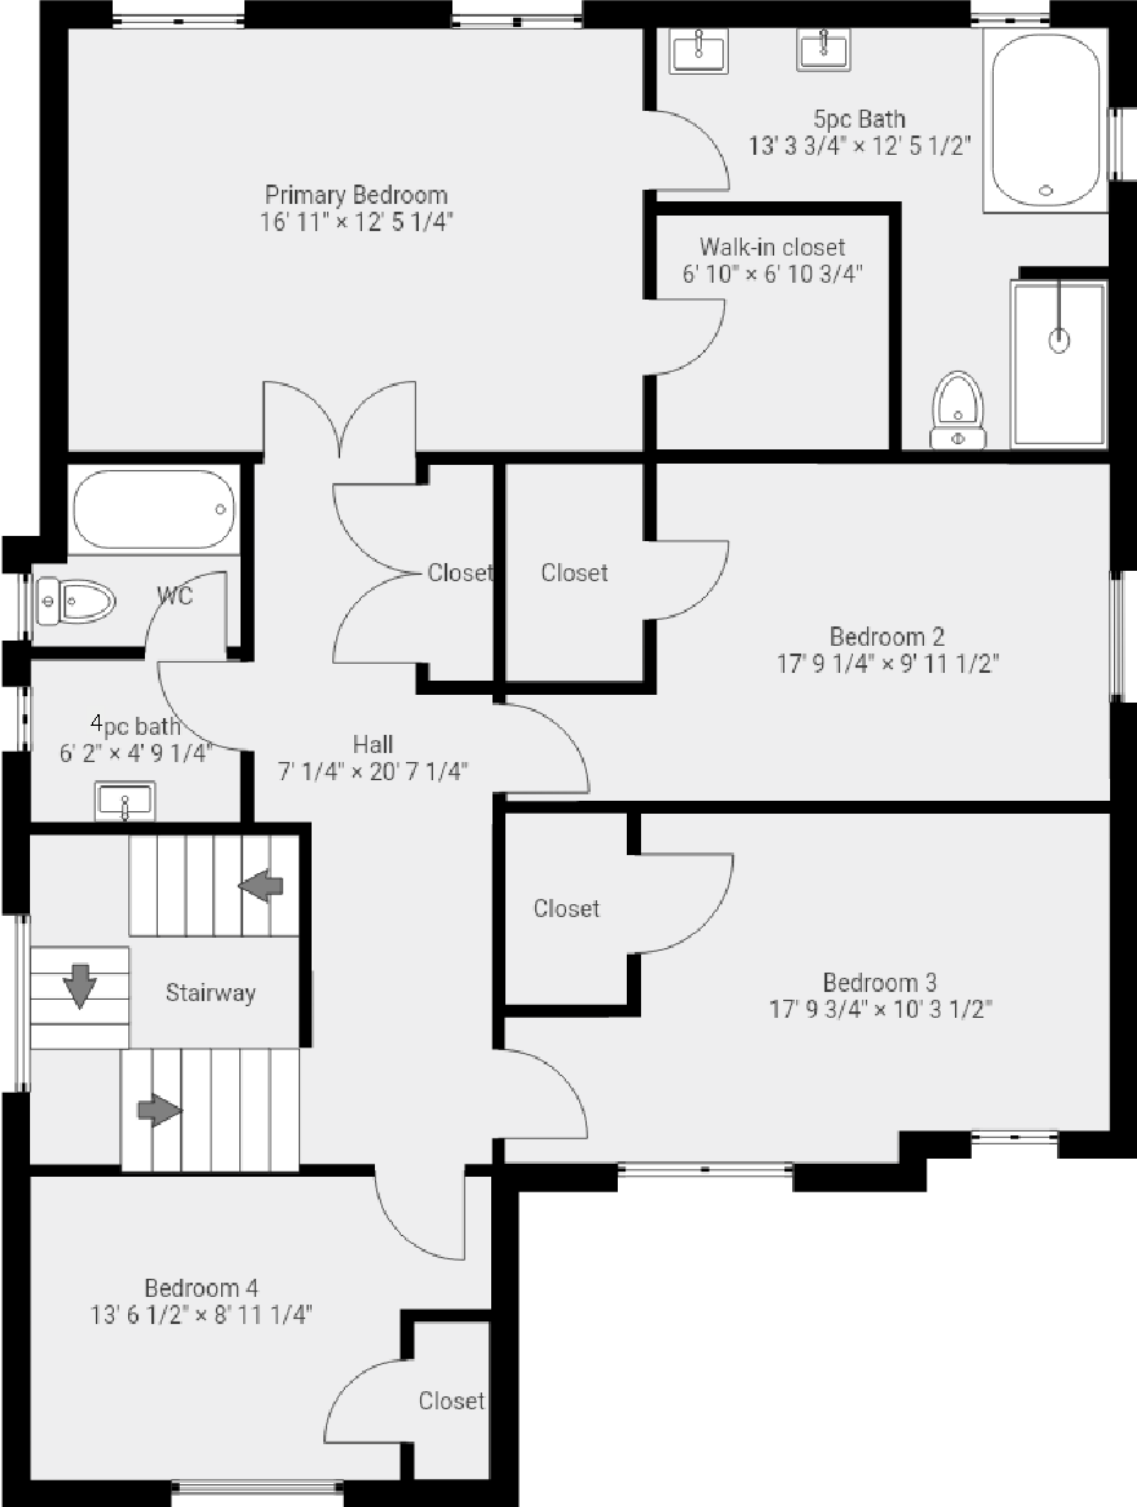 5pc Bath
13' 3 3/4" × 12' 5 1/2"
Primary Bedroom
16' 11" × 12' 5 1/4"
Walk-in closet
6' 10" × 6' 10 3/4"
Closet
Closet
WC
Bedroom 2
17' 9 1/4" × 9' 11 1/2"
4pc bath
6' 2" × 4' 9 1/4"
Hall
7' 1/4" × 20' 7 1/4"
Closet
Bedroom 3
17' 9 3/4" × 10' 3 1/2"
Stairway
Bedroom 4
13' 6 1/2" × 8' 11 1/4"
Closet